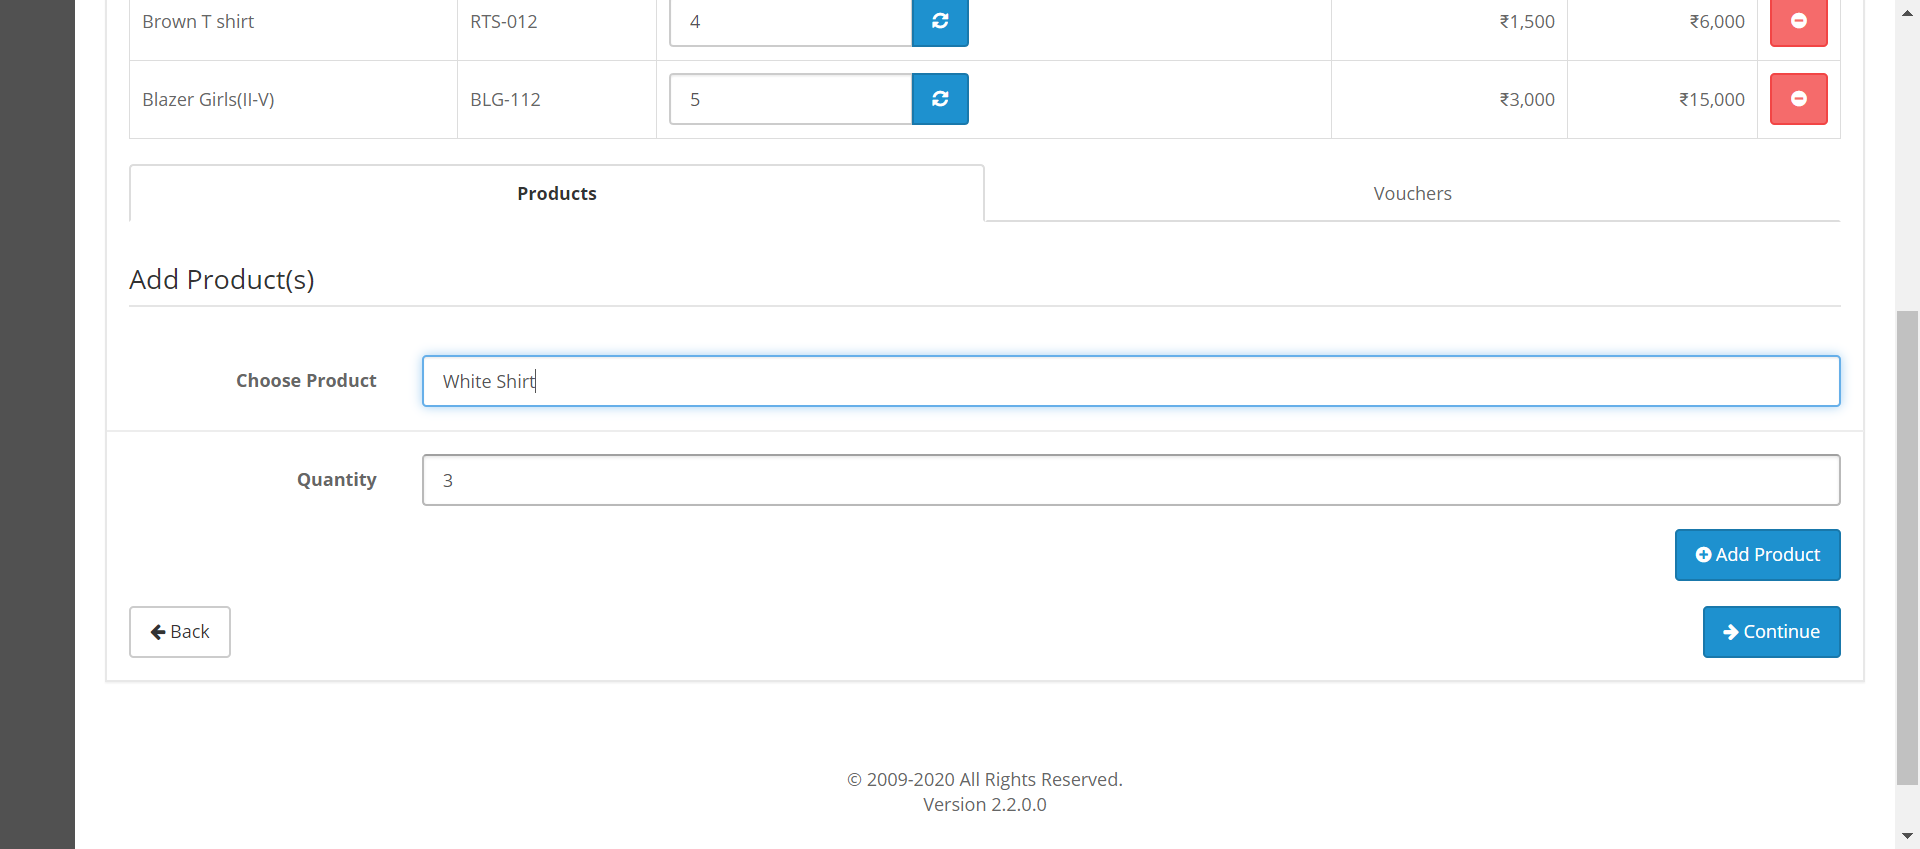 Brown T shirt RTS-012 4 ₹1,500 ₹6,000
Blazer Girls(II-V) BLG-112 5 ₹3,000 ₹15,000
Products Vouchers
Add Product(s)
Choose Product White Shirt
Quantity 3
Add Product
Back Continue
© 2009-2020 All Rights Reserved.
Version 2.2.0.0